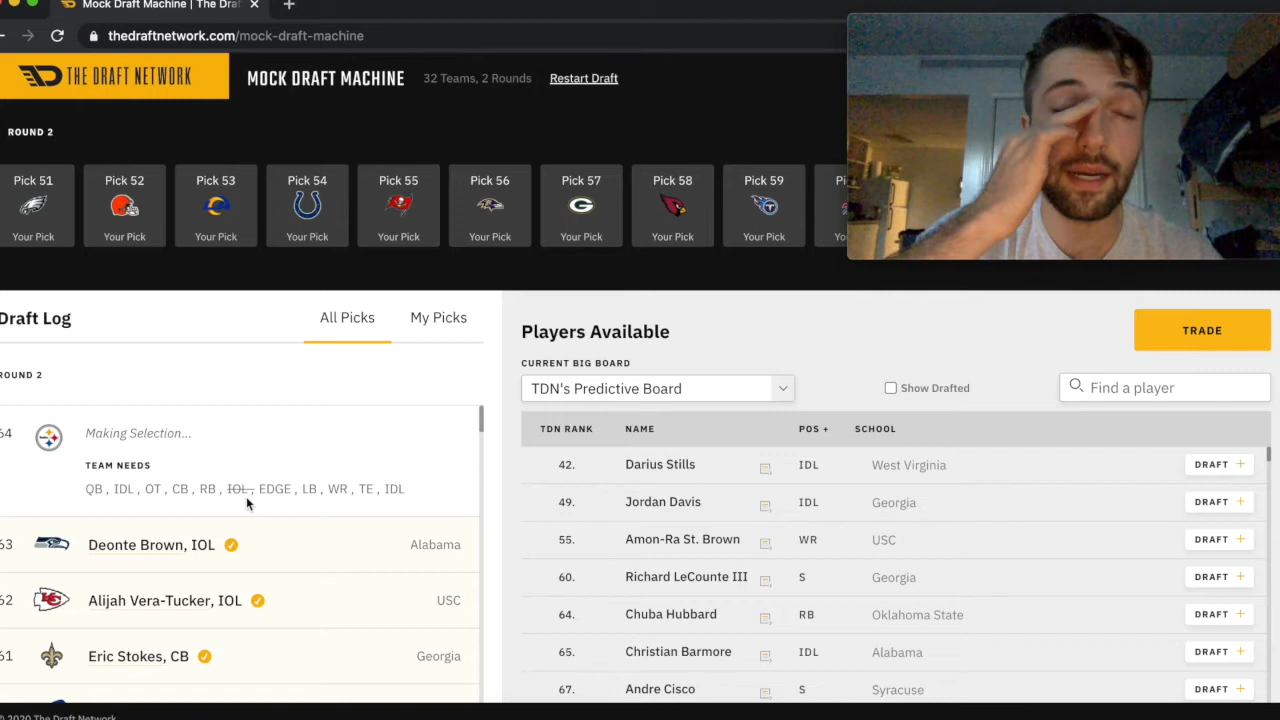 Mock Draft Machine | The Draf
thedraftnetwork.com/mock-draft-machine
THE DRAFT NETWORK
MOCK DRAFT MACHINE
32 Teams, 2 Rounds
Restart Draft
ROUND 2
Pick 51 Pick 52 Pick 53 Pick 54 Pick 55 Pick 56 Pick 57 Pick 58 Pick 59
Your Pick Your Pick Your Pick Your Pick Your Pick Your Pick Your Pick Your Pick Your Pick
Draft Log
All Picks
My Picks
ROUND 2
64
Making Selection...
TEAM NEEDS
QB , IDL , OT , CB , RB , IOL , EDGE , LB , WR , TE , IDL
63 Deonte Brown, IOL Alabama
62 Alijah Vera-Tucker, IOL USC
61 Eric Stokes, CB Georgia
Players Available
TRADE
CURRENT BIG BOARD
TDN's Predictive Board
Show Drafted
Find a player
TDN RANK NAME POS + SCHOOL
42. Darius Stills IDL West Virginia DRAFT +
49. Jordan Davis IDL Georgia DRAFT +
55. Amon-Ra St. Brown WR USC DRAFT +
60. Richard LeCounte III S Georgia DRAFT +
64. Chuba Hubbard RB Oklahoma State DRAFT +
65. Christian Barmore IDL Alabama DRAFT +
67. Andre Cisco S Syracuse DRAFT +
© 2020 The Draft Network